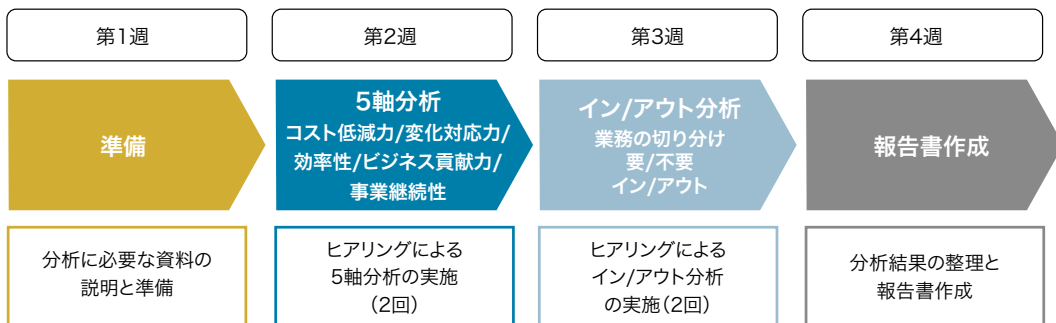 第1週
第2週
第3週
第4週
準備
5軸分析
コスト低減力/変化対応力/
効率性/ビジネス貢献力/
事業継続性
イン/アウト分析
業務の切り分け
要/不要
イン/アウト
報告書作成
分析に必要な資料の
説明と準備
ヒアリングによる
5軸分析の実施
(2回)
ヒアリングによる
イン/アウト分析
の実施(2回)
分析結果の整理と
報告書作成